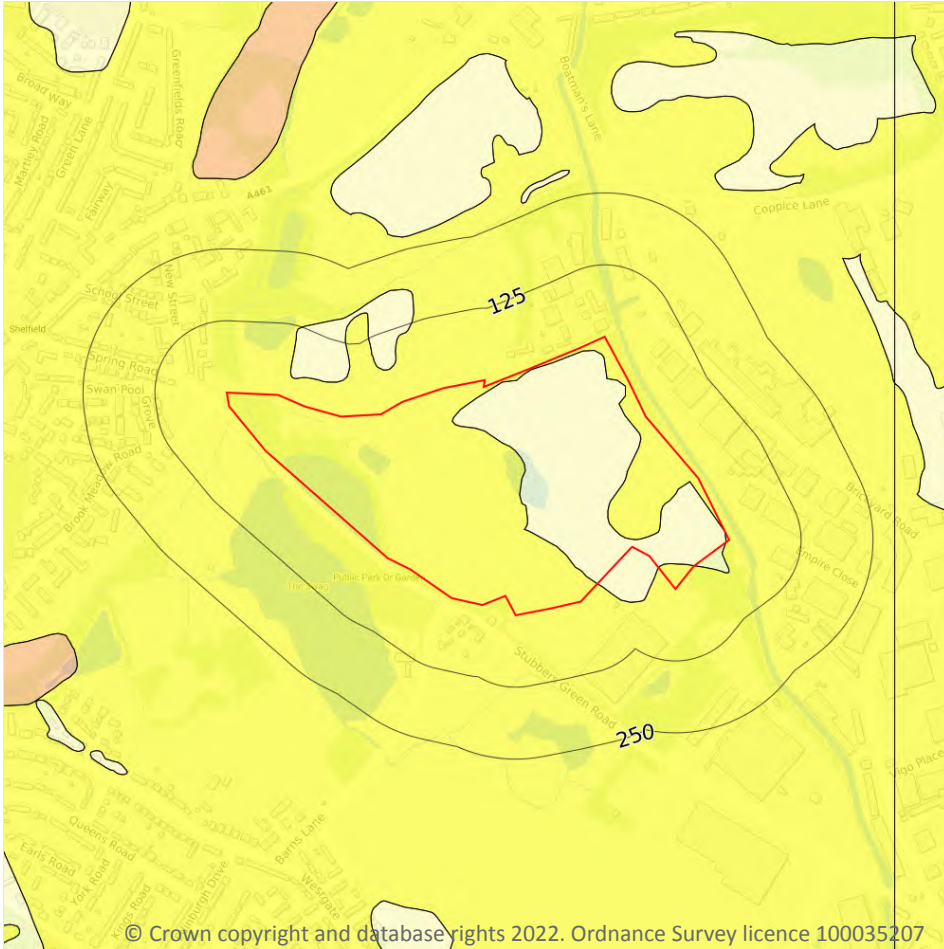 Broad Way
Martley Road
Green Lane
Fairway
Greenfields Road
A461
Boatman's Lane
Coppice Lane
School Street
New Street
Shelfield
Spring Road
Swan Pool
Grove
Brook Meadow Road
125
Brickyard Road
Empire Close
Public Park Or Garden
The Swag
Stubbers Green Road
250
Vigo Place
Queens Road
Earls Road
York Road
Kings Road
Barns Lane
Westgate
© Crown copyright and database rights 2022. Ordnance Survey licence 100035207